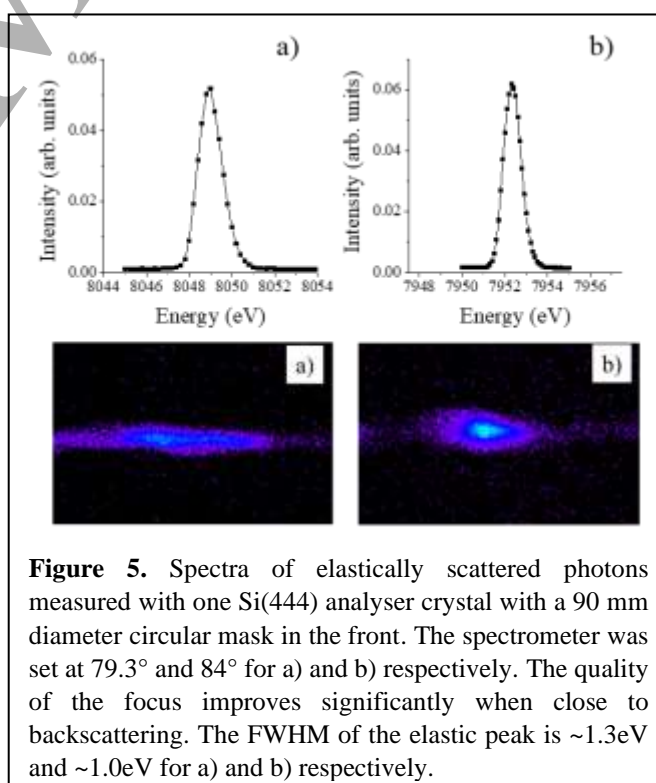 a)
b)
0.06
0.04
0.02
0.00
Intensity (arb. units)
8044 8046 8048 8050 8052 8054
Energy (eV)
0.06
0.04
0.02
0.00
Intensity (arb. units)
7948 7950 7952 7954 7956
Energy (eV)
a)
b)
Figure 5. Spectra of elastically scattered photons
measured with one Si(444) analyser crystal with a 90 mm
diameter circular mask in the front. The spectrometer was
set at 79.3° and 84° for a) and b) respectively. The quality
of the focus improves significantly when close to
backscattering. The FWHM of the elastic peak is ~1.3eV
and ~1.0eV for a) and b) respectively.